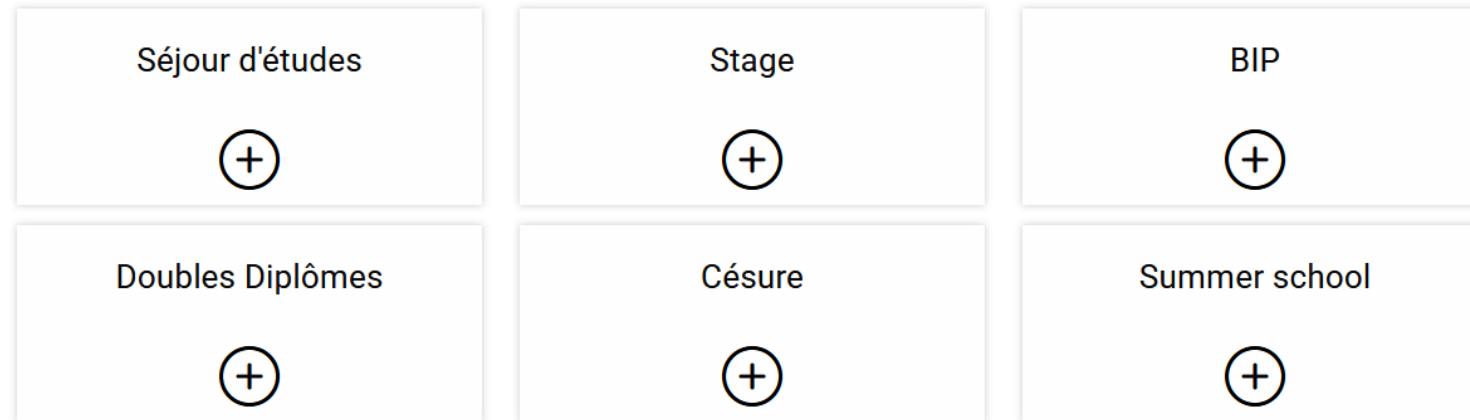 Séjour d'études
Stage
BIP
Doubles Diplômes
Césure
Summer school